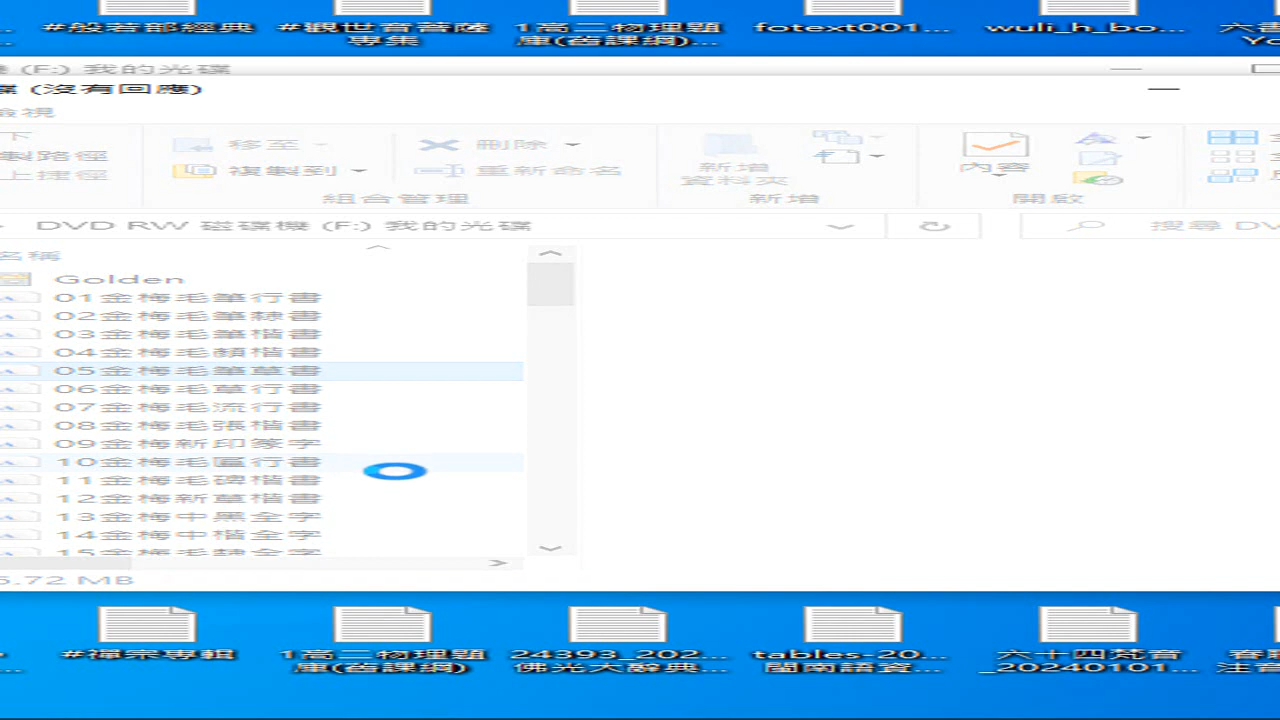 #般若部經典
#觀世音菩薩
專集
1高二物理題
庫(舊課綱)...
fotext001...
wuli_h_bo...
(F:) 我的光碟
碟 (沒有回應)
檢視
移至
複製到
刪除
重新命名
組合管理
新增
資料夾
新增
內容
開啟
DVD RW 磁碟機 (F:) 我的光碟
搜尋 DV
名稱
Golden
01金梅毛筆行書
02金梅毛筆隸書
03金梅毛筆楷書
04金梅毛顏楷書
05金梅毛筆草書
06金梅毛草行書
07金梅毛流行書
08金梅毛張楷書
09金梅新印篆字
10金梅毛匾行書
11金梅毛碑楷書
12金梅新草楷書
13金梅中黑全字
14金梅中楷全字
15金梅毛隸全字
5.72 MB
#禪宗專輯
1高二物理題
庫(舊課綱)
24393_202...
佛光大辭典...
tables-20...
閩南語資...
六十四梵音
_20240101...